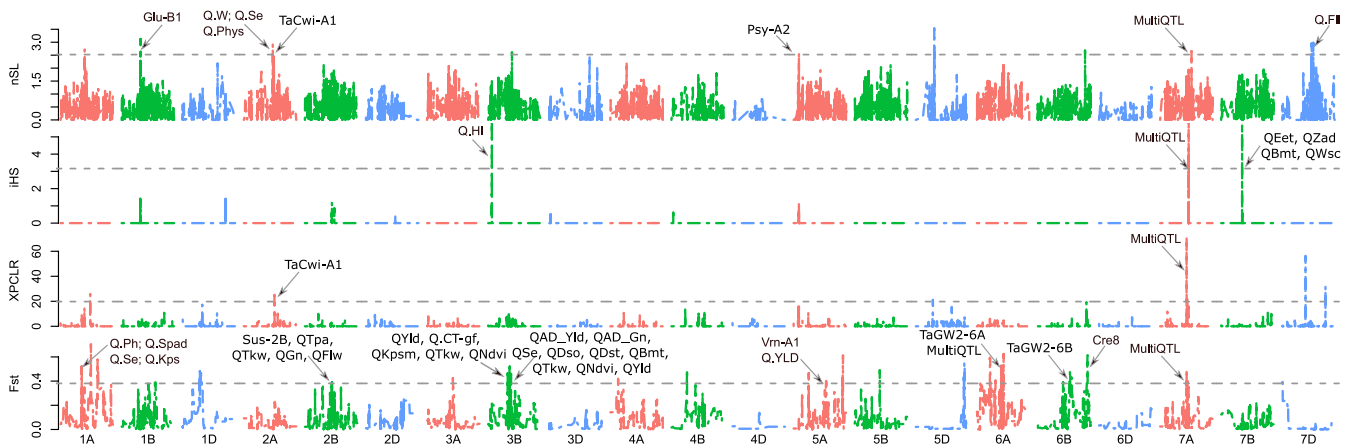 Glu-B1
Q.W; Q.Se
Q.Phys
TaCwi-A1
Psy-A2
MultiQTL
Q.Fll
nSL
3.0
1.5
0.0
Q.HI
MultiQTL
QEet, QZad
QBmt, QWsc
iHS
4
2
0
TaCwi-A1
MultiQTL
XPCLR
60
40
20
0
Q.Ph; Q.Spad
Q.Se; Q.Kps
Sus-2B, QTpa,
QTkw, QGn, QFlw
QYld, Q.CT-gf,
QKpsm, QTkw, QNdvi
QAD_Yld, QAD_Gn,
QSe, QDso, QDst, QBmt,
QTkw, QNdvi, QYld
Vrn-A1
Q.YLD
TaGW2-6A
MultiQTL
TaGW2-6B
Cre8
MultiQTL
Fst
0.4
0.0
1A 1B 1D 2A 2B 2D 3A 3B 3D 4A 4B 4D 5A 5B 5D 6A 6B 6D 7A 7B 7D